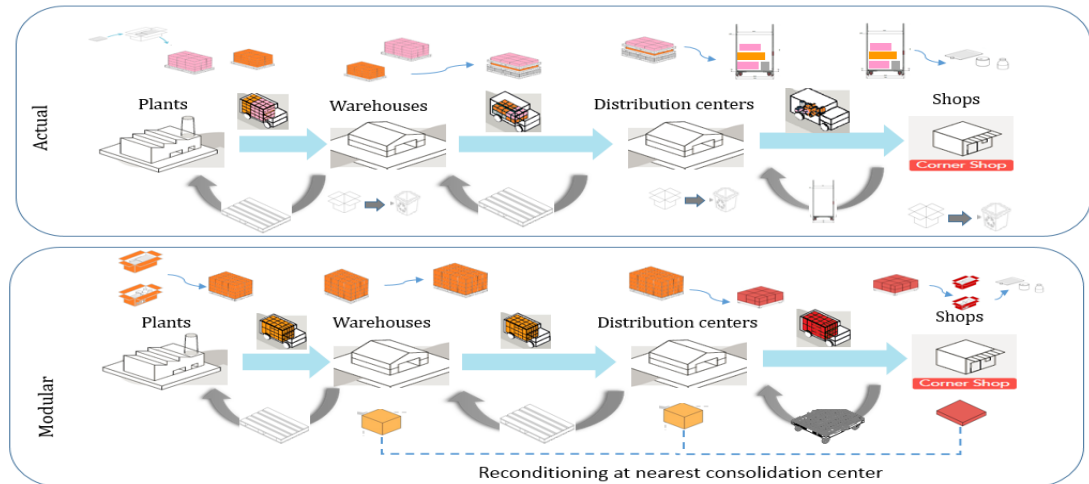 Actual
Plants
Warehouses
Distribution centers
Shops
Corner Shop
Modular
Plants
Warehouses
Distribution centers
Shops
Corner Shop
Reconditioning at nearest consolidation center